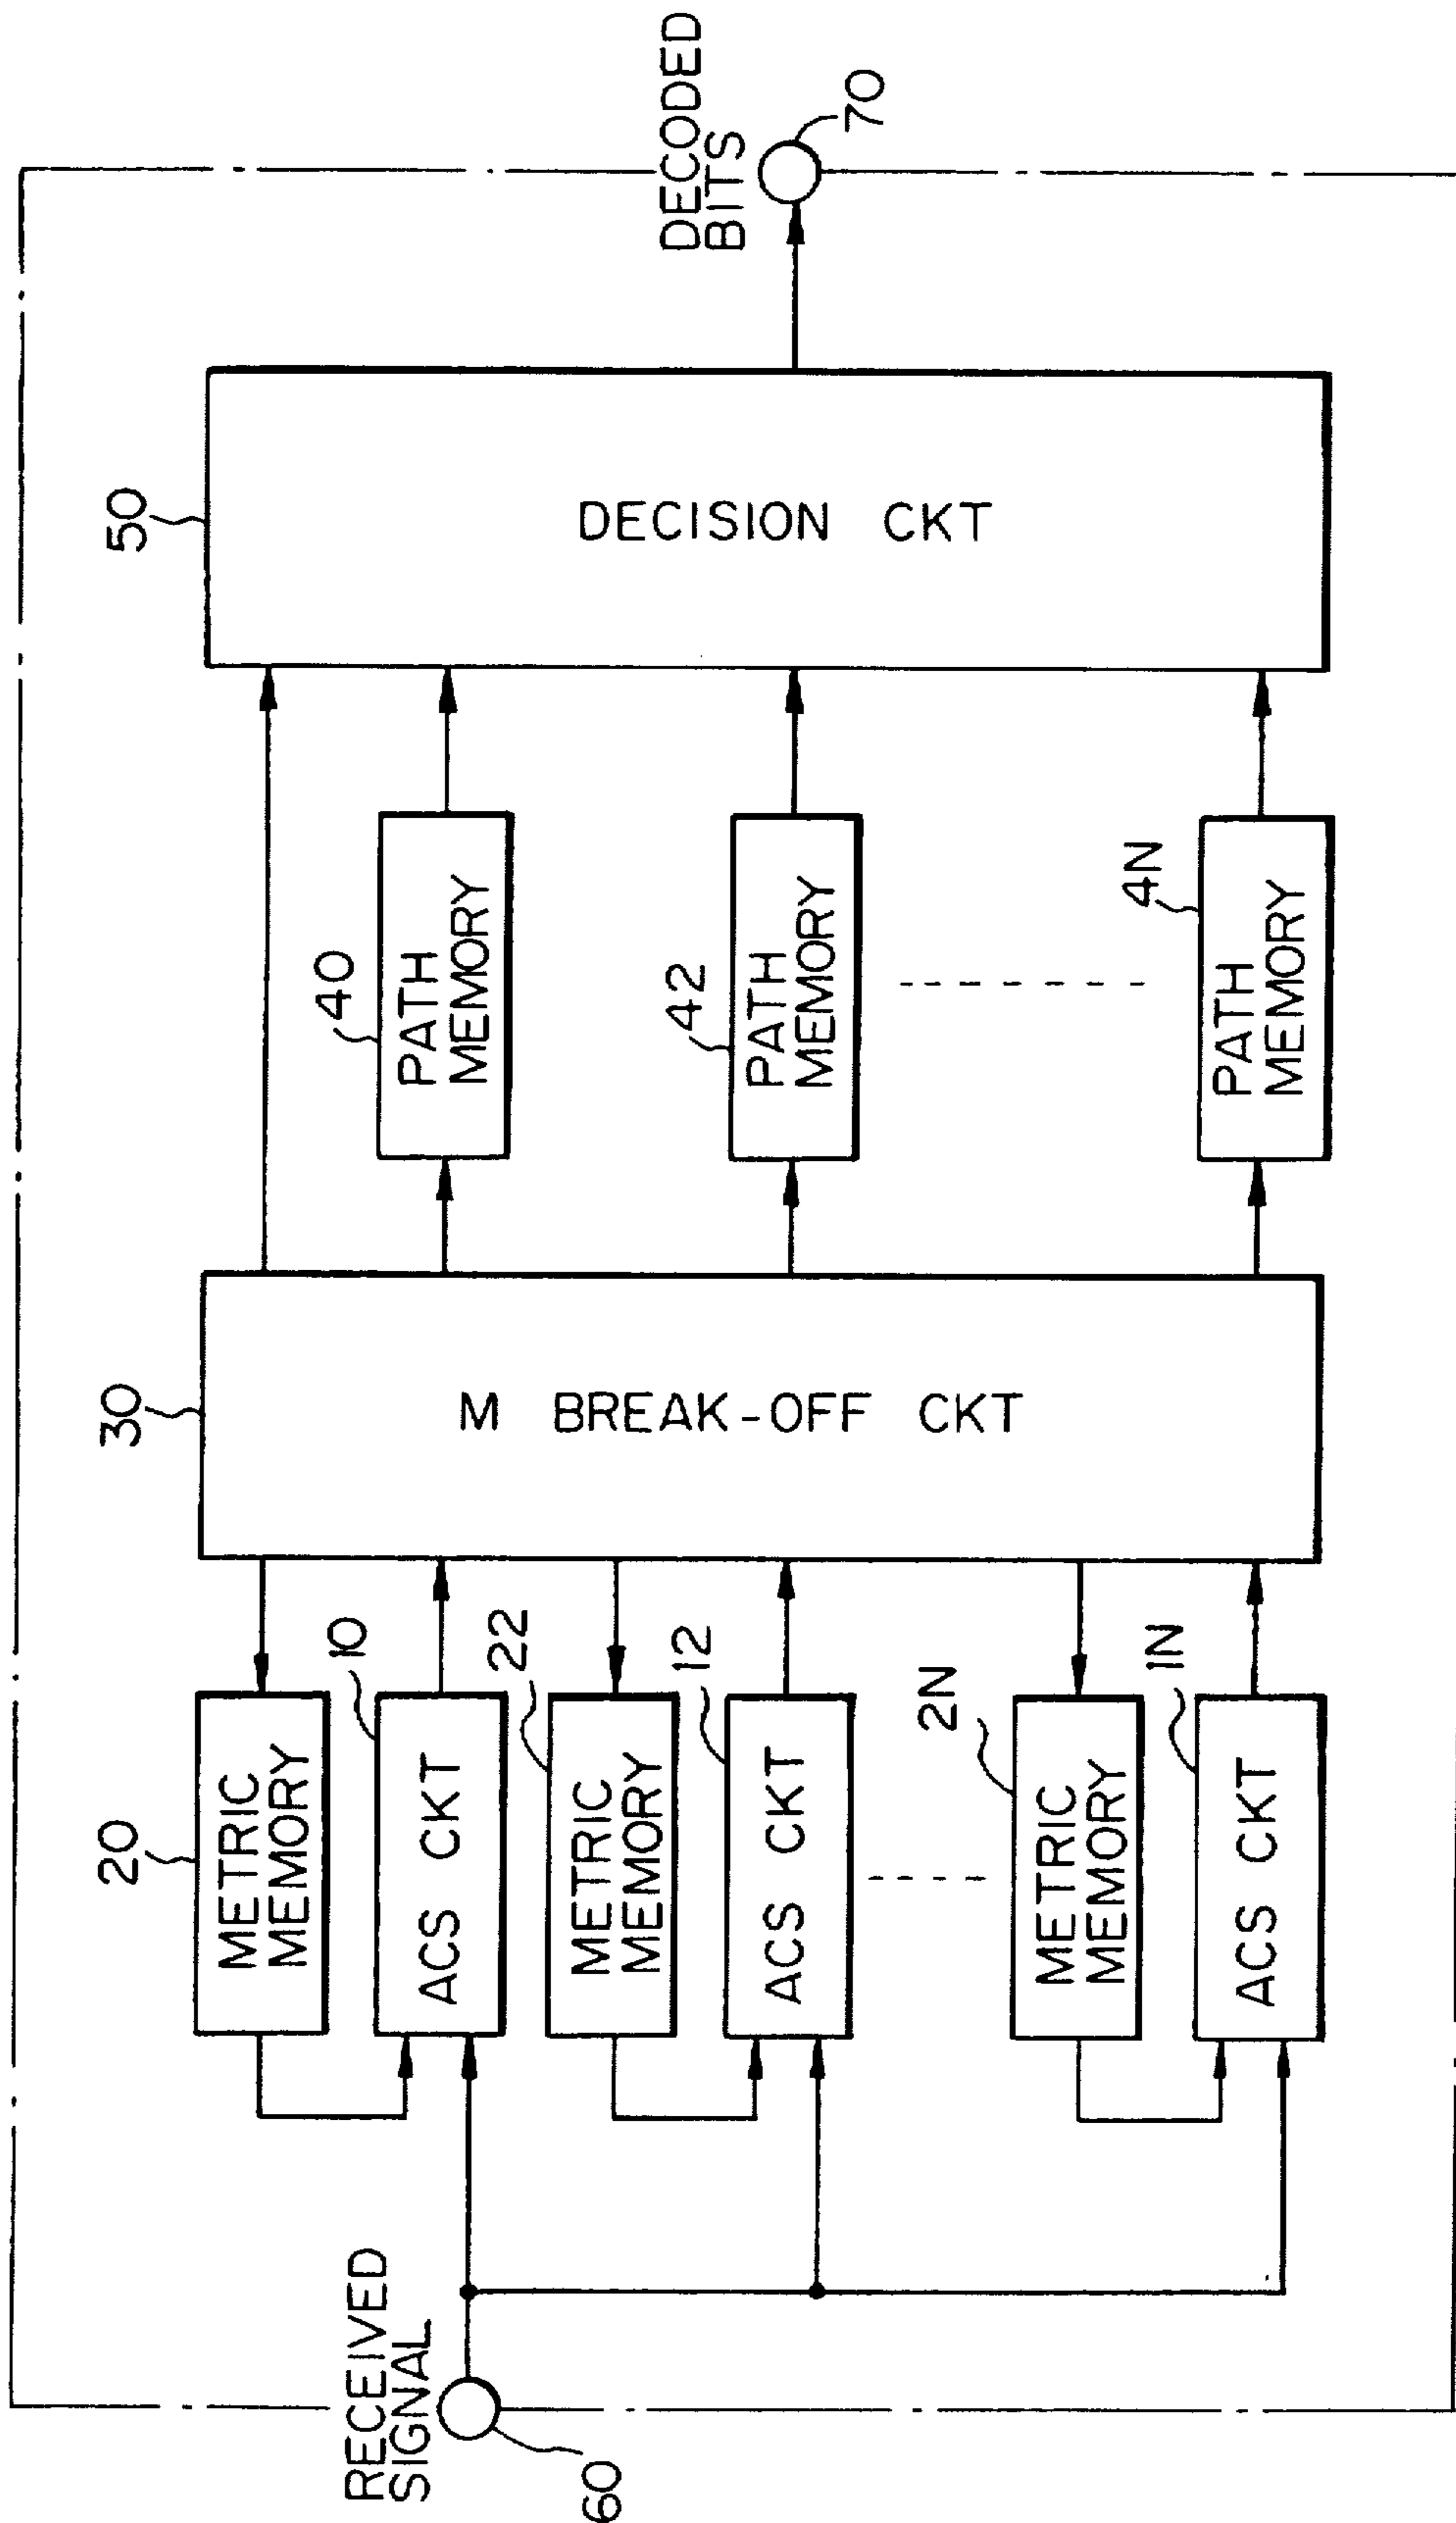 RECEIVED
SIGNAL
60
20
METRIC
MEMORY
10
ACS CKT
22
METRIC
MEMORY
12
ACS CKT
2N
METRIC
MEMORY
1N
ACS CKT
30
M BREAK-OFF CKT
40
PATH
MEMORY
42
PATH
MEMORY
4N
PATH
MEMORY
50
DECISION CKT
DECODED
BITS
70